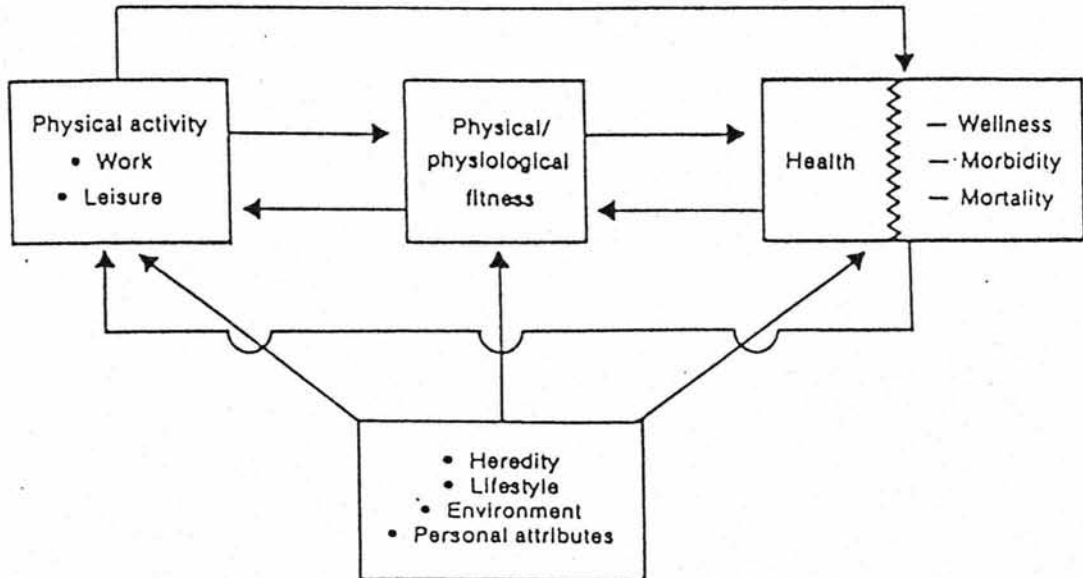 Physical activity
• Work
• Leisure
Physical/
physiological
fitness
Health
— Wellness
— Morbidity
— Mortality
• Heredity
• Lifestyle
• Environment
• Personal attributes